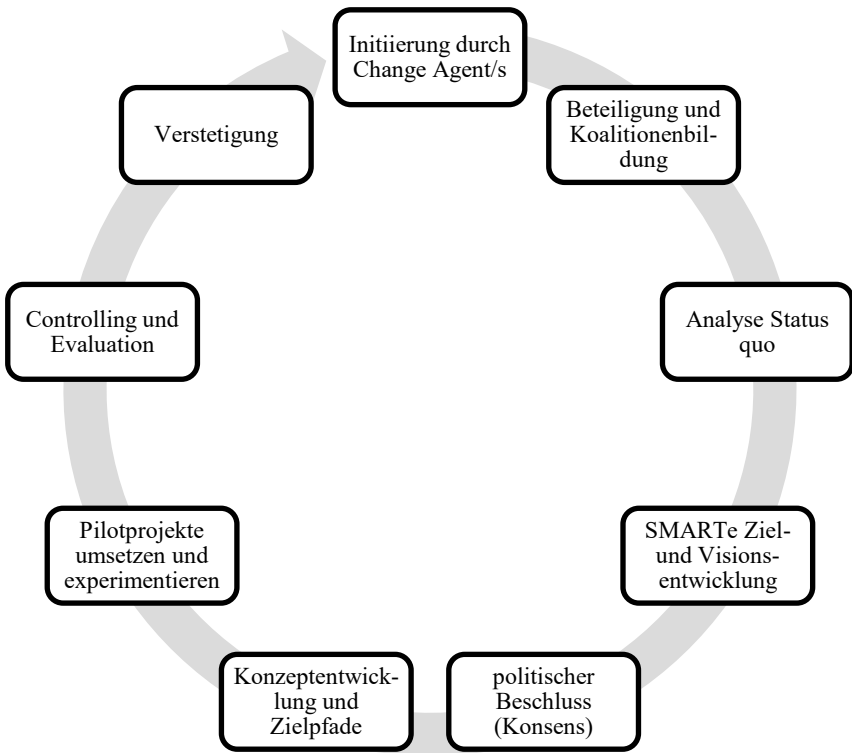 Initiierung durch
Change Agent/s
Beteiligung und
Koalitionenbil-
dung
Analyse Status
quo
SMARTe Ziel-
und Visions-
entwicklung
politischer
Beschluss
(Konsens)
Konzeptentwick-
lung und
Zielpfade
Pilotprojekte
umsetzen und
experimentieren
Controlling und
Evaluation
Verstetigung